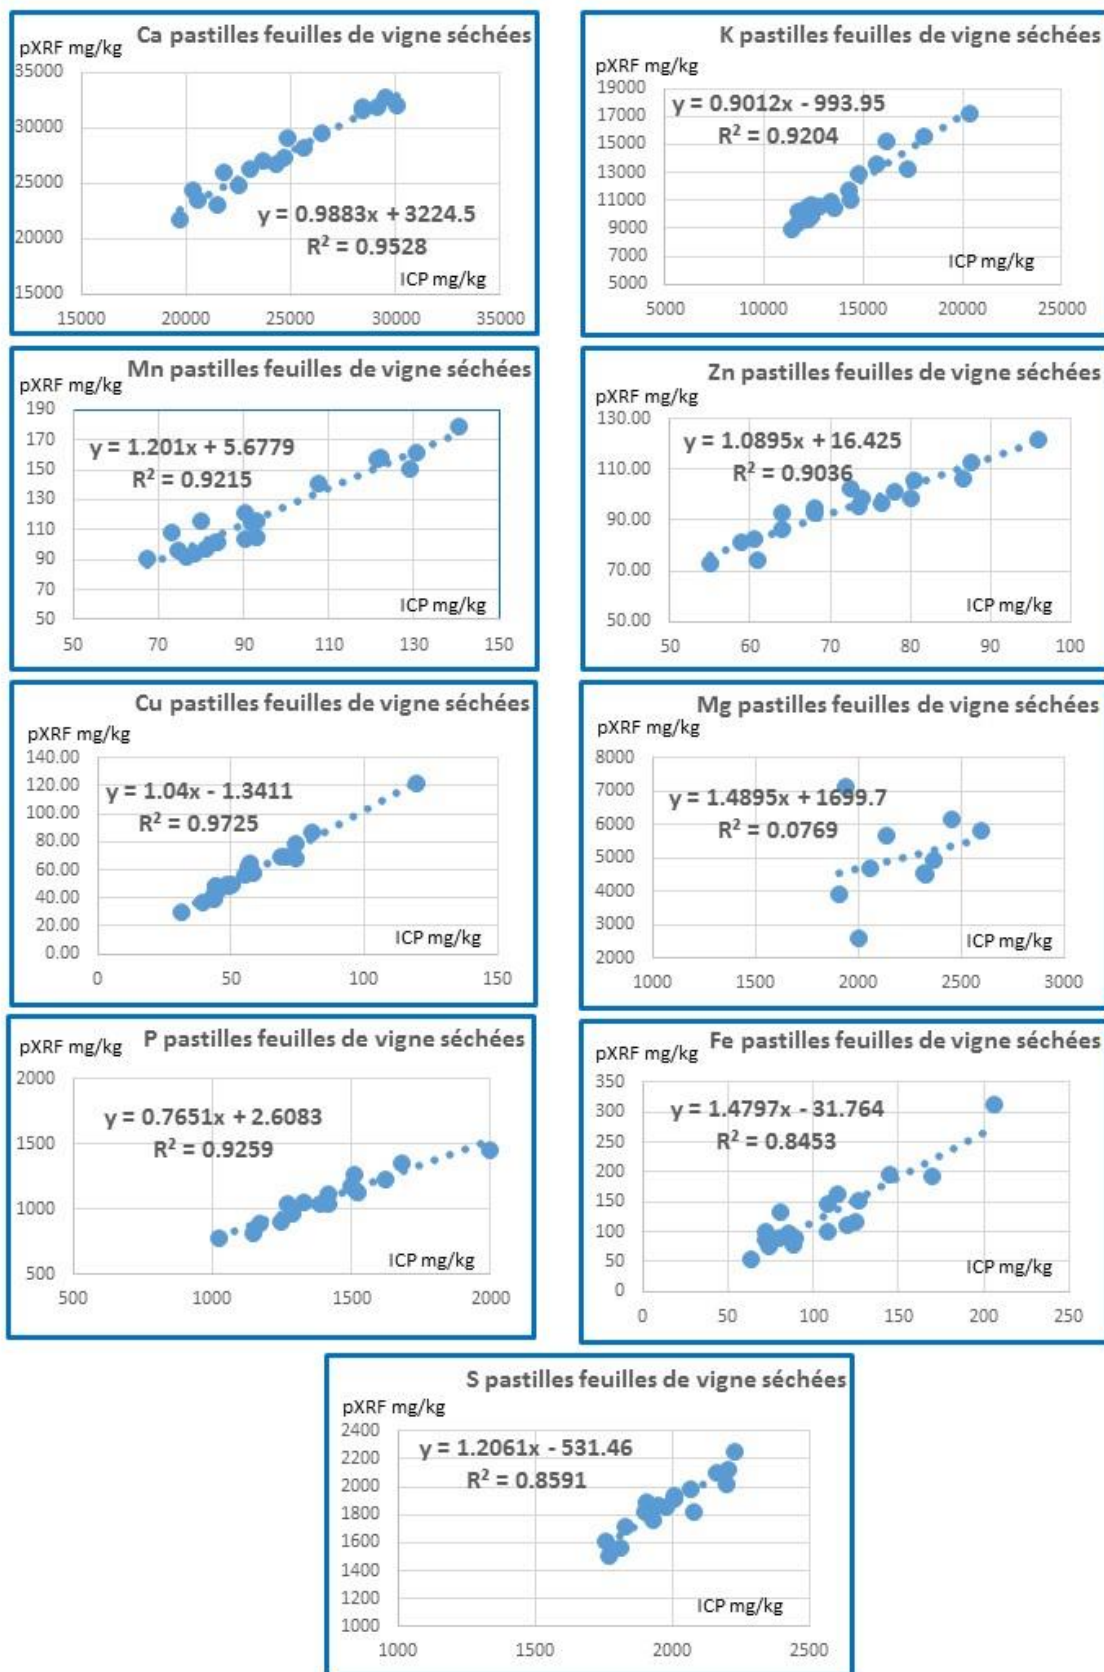 Ca pastilles feuilles de vigne séchées
pXRF mg/kg
35000
30000
25000
20000
15000
y = 0.9883x + 3224.5
R² = 0.9528
ICP mg/kg
15000 20000 25000 30000 35000
K pastilles feuilles de vigne séchées
pXRF mg/kg
19000
17000
15000
13000
11000
9000
7000
5000
y = 0.9012x - 993.95
R² = 0.9204
ICP mg/kg
5000 10000 15000 20000 25000
Mn pastilles feuilles de vigne séchées
pXRF mg/kg
190
170
150
130
110
90
70
50
y = 1.201x + 5.6779
R² = 0.9215
ICP mg/kg
50 70 90 110 130 150
Zn pastilles feuilles de vigne séchées
pXRF mg/kg
130.00
110.00
90.00
70.00
50.00
y = 1.0895x + 16.425
R² = 0.9036
ICP mg/kg
50 60 70 80 90 100
Cu pastilles feuilles de vigne séchées
pXRF mg/kg
140.00
120.00
100.00
80.00
60.00
40.00
20.00
0.00
y = 1.04x - 1.3411
R² = 0.9725
ICP mg/kg
0 50 100 150
Mg pastilles feuilles de vigne séchées
pXRF mg/kg
8000
7000
6000
5000
4000
3000
2000
y = 1.4895x + 1699.7
R² = 0.0769
ICP mg/kg
1000 1500 2000 2500 3000
P pastilles feuilles de vigne séchées
pXRF mg/kg
2000
1500
1000
500
y = 0.7651x + 2.6083
R² = 0.9259
ICP mg/kg
500 1000 1500 2000
Fe pastilles feuilles de vigne séchées
pXRF mg/kg
350
300
250
200
150
100
50
0
y = 1.4797x - 31.764
R² = 0.8453
ICP mg/kg
0 50 100 150 200 250
S pastilles feuilles de vigne séchées
pXRF mg/kg
2400
2200
2000
1800
1600
1400
1200
1000
y = 1.2061x - 531.46
R² = 0.8591
ICP mg/kg
1000 1500 2000 2500